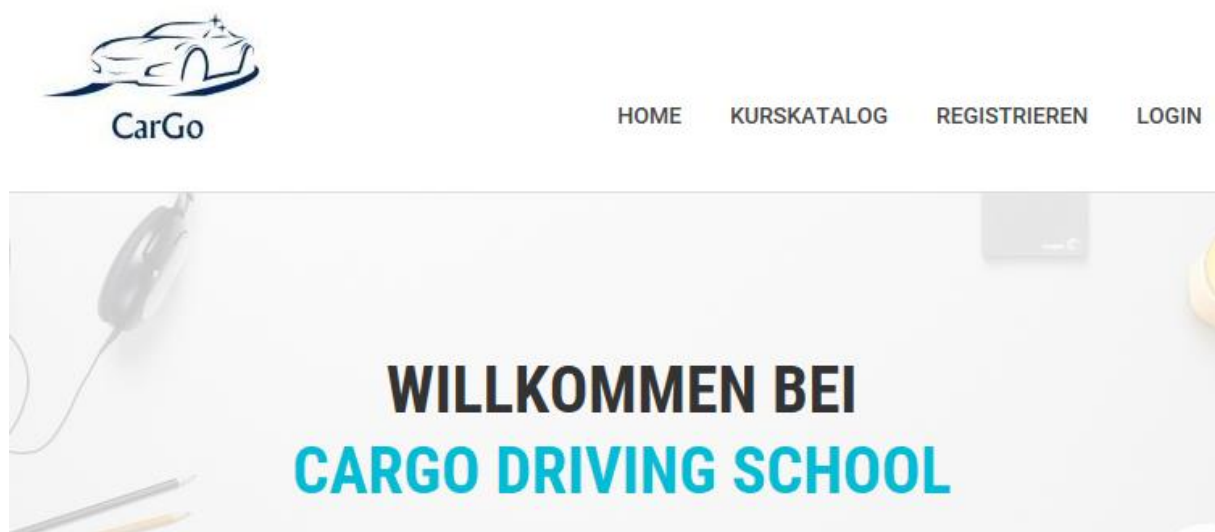 CarGo
HOME KURSKATALOG REGISTRIEREN LOGIN
WILLKOMMEN BEI
CARGO DRIVING SCHOOL